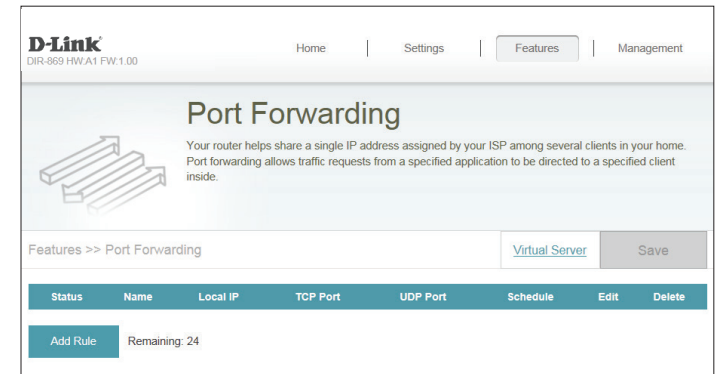 D-Link
DIR-869 HW:A1 FW:1.00
Home | Settings | Features | Management
Port Forwarding
Your router helps share a single IP address assigned by your ISP among several clients in your home.
Port forwarding allows traffic requests from a specified application to be directed to a specified client
inside.
Features >> Port Forwarding
Virtual Server
Save
Status Name Local IP TCP Port UDP Port Schedule Edit Delete
Add Rule Remaining: 24